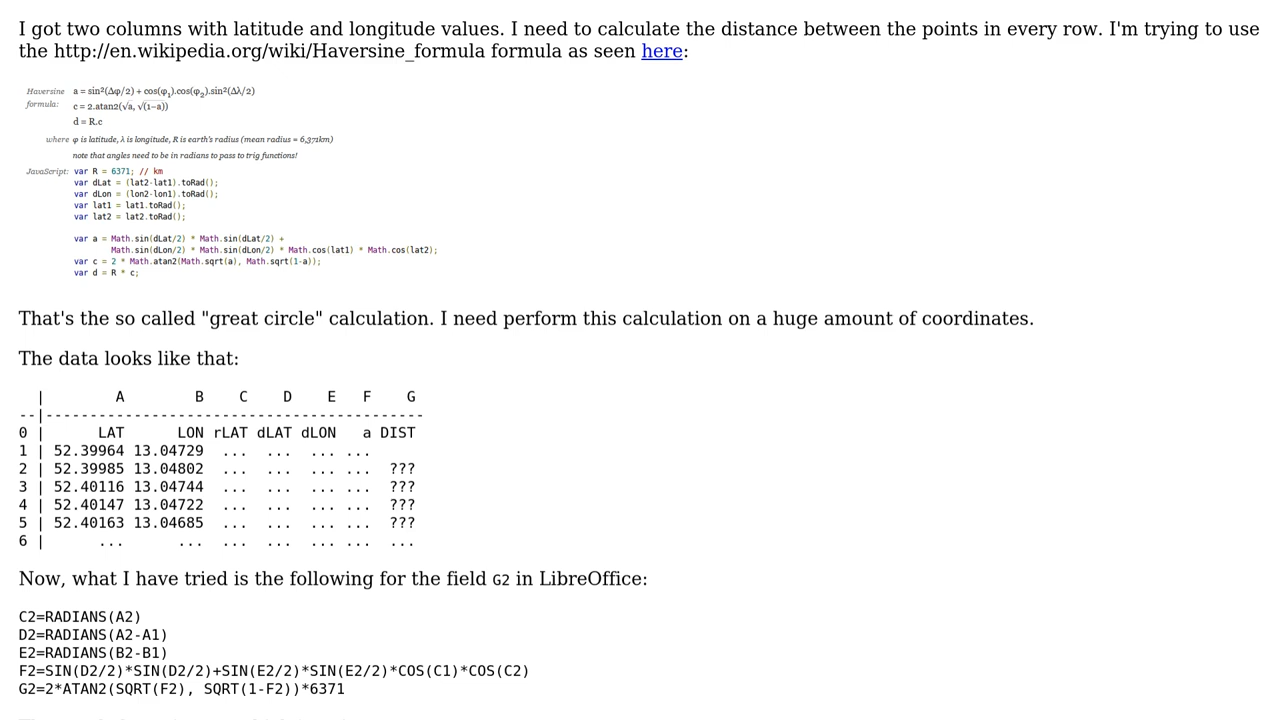 I got two columns with latitude and longitude values. I need to calculate the distance between the points in every row. I'm trying to use
the http://en.wikipedia.org/wiki/Haversine_formula formula as seen here:
Haversine formula: a = sin²(Δφ/2) + cos(φ1).cos(φ2).sin²(Δλ/2)
c = 2.atan2(√a, √(1−a))
d = R.c
where φ is latitude, λ is longitude, R is earth's radius (mean radius = 6,371km)
note that angles need to be in radians to pass to trig functions!
JavaScript: var R = 6371; // km
var dLat = (lat2-lat1).toRad();
var dLon = (lon2-lon1).toRad();
var lat1 = lat1.toRad();
var lat2 = lat2.toRad();
var a = Math.sin(dLat/2) * Math.sin(dLat/2) +
Math.sin(dLon/2) * Math.sin(dLon/2) * Math.cos(lat1) * Math.cos(lat2);
var c = 2 * Math.atan2(Math.sqrt(a), Math.sqrt(1-a));
var d = R * c;
That's the so called "great circle" calculation. I need perform this calculation on a huge amount of coordinates.
The data looks like that:
  |        A        B    C    D    E   F    G
--|-------------------------------------------
0 |      LAT      LON rLAT dLAT dLON   a DIST
1 | 52.39964 13.04729  ...  ...  ... ...
2 | 52.39985 13.04802  ...  ...  ... ...  ???
3 | 52.40116 13.04744  ...  ...  ... ...  ???
4 | 52.40147 13.04722  ...  ...  ... ...  ???
5 | 52.40163 13.04685  ...  ...  ... ...  ???
6 |      ...      ...  ...  ...  ... ...  ...
Now, what I have tried is the following for the field G2 in LibreOffice:
C2=RADIANS(A2)
D2=RADIANS(A2-A1)
E2=RADIANS(B2-B1)
F2=SIN(D2/2)*SIN(D2/2)+SIN(E2/2)*SIN(E2/2)*COS(C1)*COS(C2)
G2=2*ATAN2(SQRT(F2), SQRT(1-F2))*6371